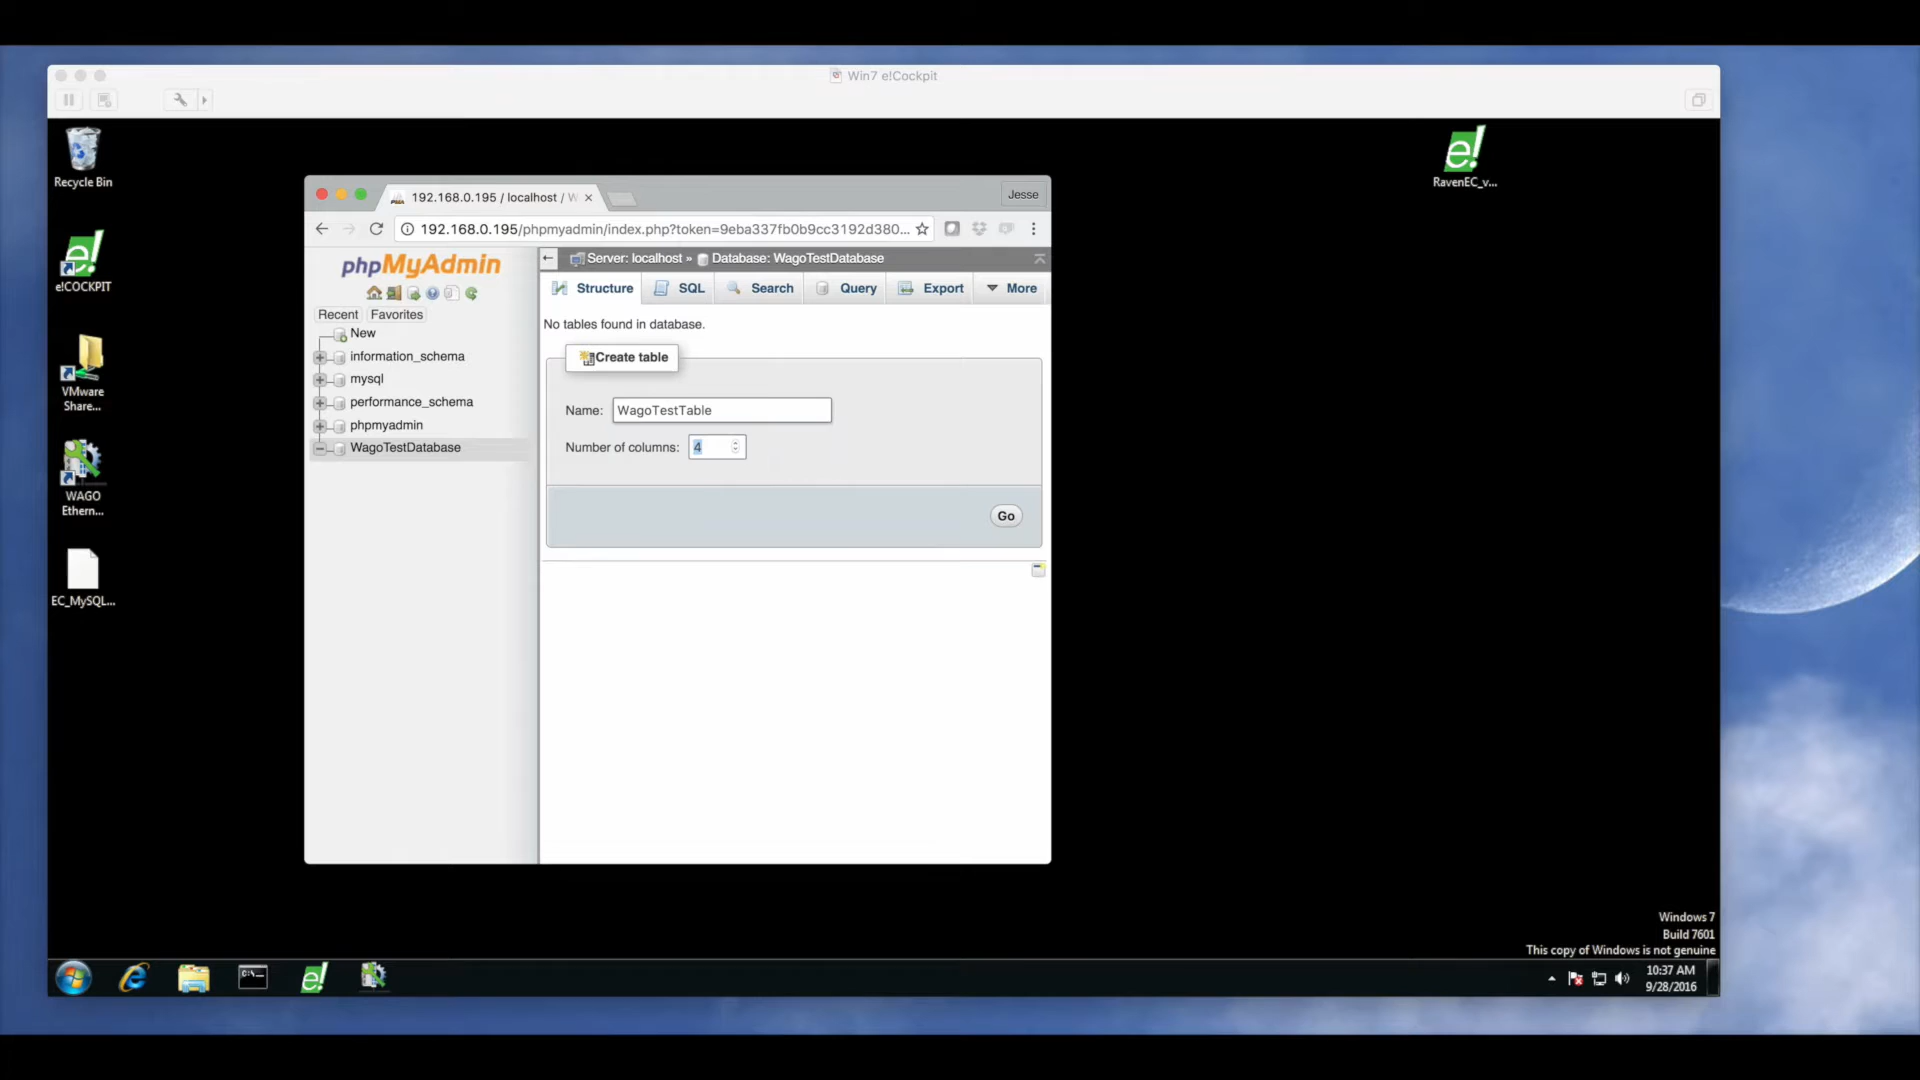 Win7 e!Cockpit
Recycle Bin
e!COCKPIT
VMware
Share...
WAGO
Ethern...
EC_MySQL...
e!
RavenEC_v...
192.168.0.195 / localhost / W
Jesse
192.168.0.195/phpmyadmin/index.php?token=9eba337fb0b9cc3192d380...
phpMyAdmin
Recent Favorites
New
information_schema
mysql
performance_schema
phpmyadmin
WagoTestDatabase
Server: localhost » Database: WagoTestDatabase
Structure SQL Search Query Export More
No tables found in database.
Create table
Name: WagoTestTable
Number of columns: 4
Go
Windows 7
Build 7601
This copy of Windows is not genuine
10:37 AM
9/28/2016